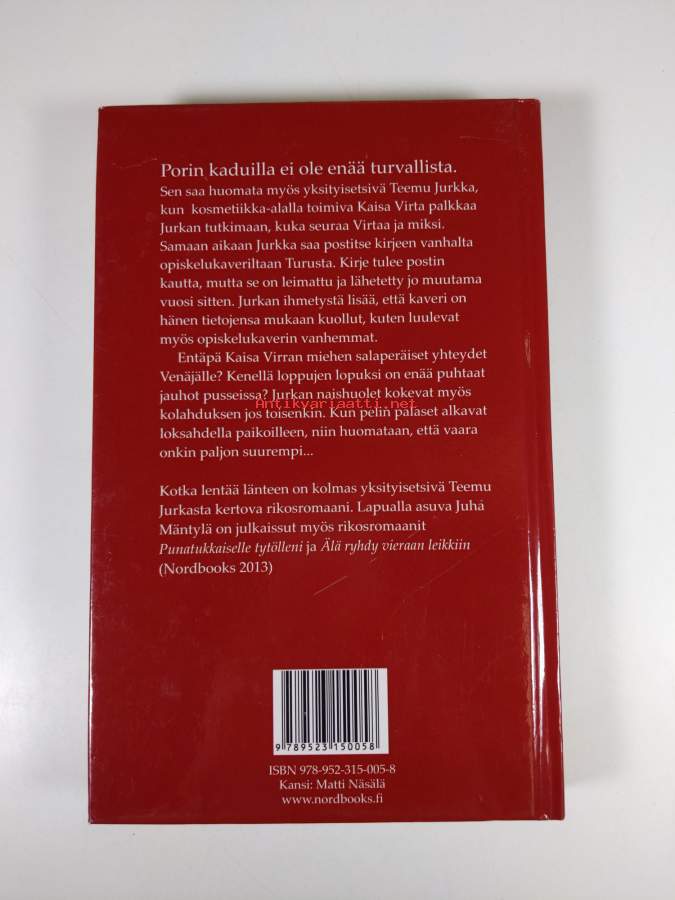 Porin kaduilla ei ole enää turvallista.
Sen saa huomata myös yksityisetsivä Teemu Jurkka,
kun kosmetiikka-alalla toimiva Kaisa Virta palkkaa
Jurkan tutkimaan, kuka seuraa Virtaa ja miksi.
Samaan aikaan Jurkka saa postitse kirjeen vanhalta
opiskelukaveriltaan Turusta. Kirje tulee postin
kautta, mutta se on leimattu ja lähetetty jo muutama
vuosi sitten. Jurkan ihmetystä lisää, että kaveri on
hänen tietojensa mukaan kuollut, kuten luulevat
myös opiskelukaverin vanhemmat.
Entäpä Kaisa Virran miehen salaperäiset yhteydet
Venäjälle? Kenellä loppujen lopuksi on enää puhtaat
jauhot pusseissa? Jurkan naishuolet kokevat myös
Antikvariaatti.net
kolahduksen jos toisenkin. Kun pelin palaset alkavat
loksahdella paikoilleen, niin huomataan, että vaara
onkin paljon suurempi...
Kotka lentää länteen on kolmas yksityisetsivä Teemu
Jurkasta kertova rikosromaani. Lapualla asuva Juha
Mäntylä on julkaissut myös rikosromaanit
Punatukkaiselle tytölleni ja Älä ryhdy vieraan leikkiin
(Nordbooks 2013)
9 789523 150058
ISBN 978-952-315-005-8
Kansi: Matti Näsälä
www.nordbooks.fi